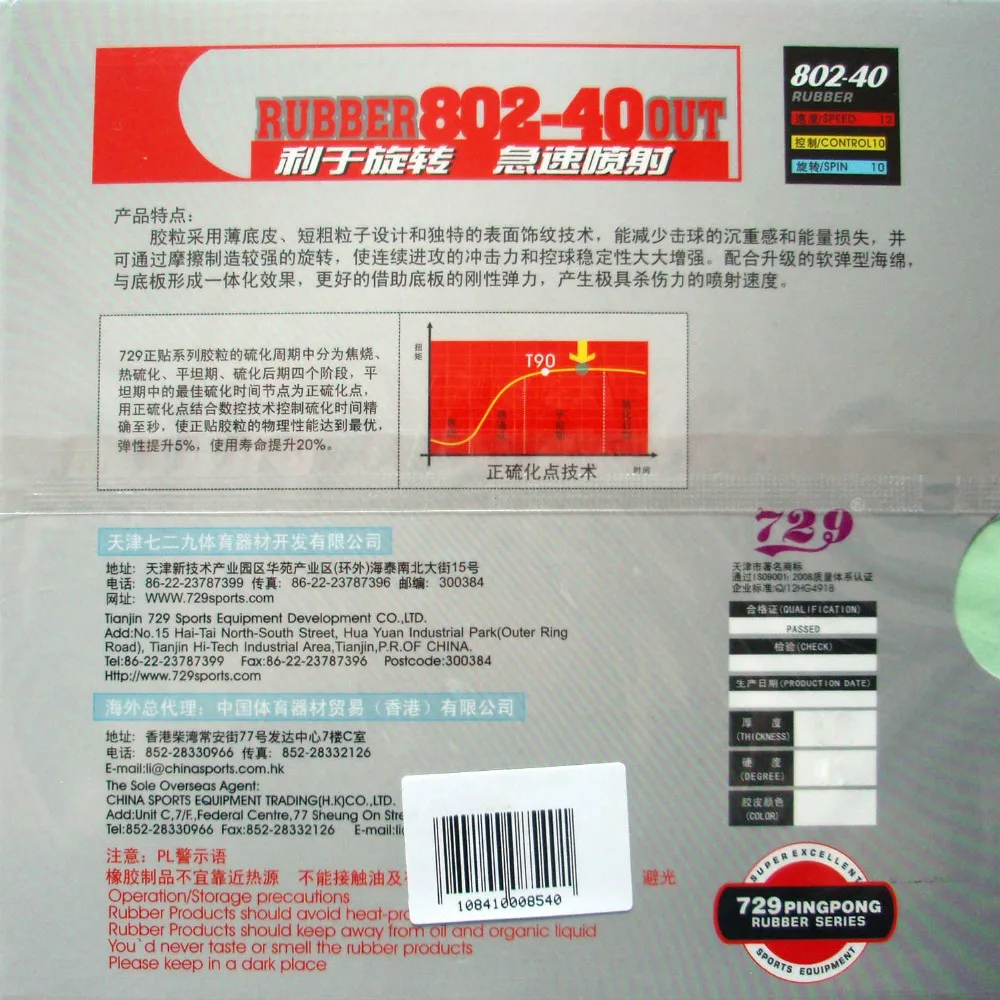 RUBBER 802-40 OUT
利于旋转 急速喷射
802-40
RUBBER
速度/SPEED 12
控制/CONTROL 10
旋转/SPIN 10
产品特点:
胶粒采用薄底皮、短粗粒子设计和独特的表面饰纹技术，能减少击球的沉重感和能量损失，并
可通过摩擦制造较强的旋转，使连续进攻的冲击力和控球稳定性大大增强。配合升级的软弹型海绵，
与底板形成一体化效果，更好的借助底板的刚性弹力，产生极具杀伤力的喷射速度。
729正贴系列胶粒的硫化周期中分为焦烧、
热硫化、平坦期、硫化后期四个阶段，平
坦期中的最佳硫化时间节点为正硫化点，
用正硫化点结合数控技术控制硫化时间精
确至秒，使正贴胶粒的物理性能达到最优，
弹性提升5%，使用寿命提升20%。
扭矩
T90
时间
正硫化点技术
729
天津市著名商标
通过ISO9001: 2008质量体系认证
企业标准:Q/12HG4918
合格证(QUALIFICATION)
PASSED
检验(CHECK)
生产日期(PRODUCTION DATE)
厚 度
(THICKNESS)
硬 度
(DEGREE)
胶皮颜色
(COLOR)
天津七二九体育器材开发有限公司
地址: 天津新技术产业园区华苑产业区(环外)海泰南北大街15号
电话: 86-22-23787399 传真: 86-22-23787396 邮编: 300384
网址: WWW.729sports.com
Tianjin 729 Sports Equipment Development CO.,LTD.
Add:No.15 Hai-Tai North-South Street, Hua Yuan Industrial Park(Outer Ring
Road), Tianjin Hi-Tech Industrial Area,Tianjin,P.R.OF CHINA.
Tel:86-22-23787399 Fax:86-22-23787396 Postcode:300384
Http://www.729sports.com
海外总代理: 中国体育器材贸易（香港）有限公司
地址: 香港柴湾常安街77号发达中心7楼C室
电话: 852-28330966 传真: 852-28332126
E-mail:li@chinasports.com.hk
The Sole Overseas Agent:
CHINA SPORTS EQUIPMENT TRADING(H.K)CO.,LTD.
Add:Unit C,7/F,Federal Centre,77 Sheung On
Tel:852-28330966 Fax:852-28332126 E-mail:
注意: PL警示语
橡胶制品不宜靠近热源 不能接触油及 避光
Operation/Storage precautions
Rubber Products should avoid
Rubber Products should keep away from oil and organic liquid
You`d never taste or smell the rubber products
Please keep in a dark place
108410008540
SUPER EXCELLENT
729 PINGPONG
RUBBER SERIES
SPORTS EQUIPMENT